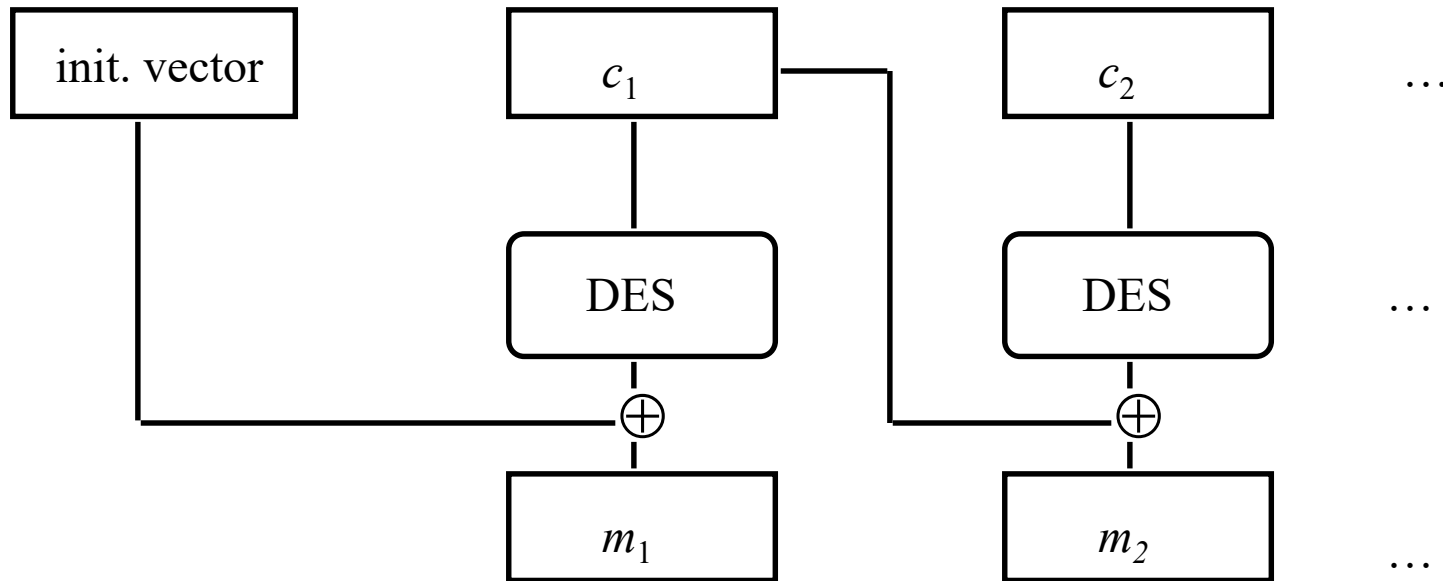 init. vector c₁ c₂ …
DES DES …
⊕ ⊕
m₁ m₂ …